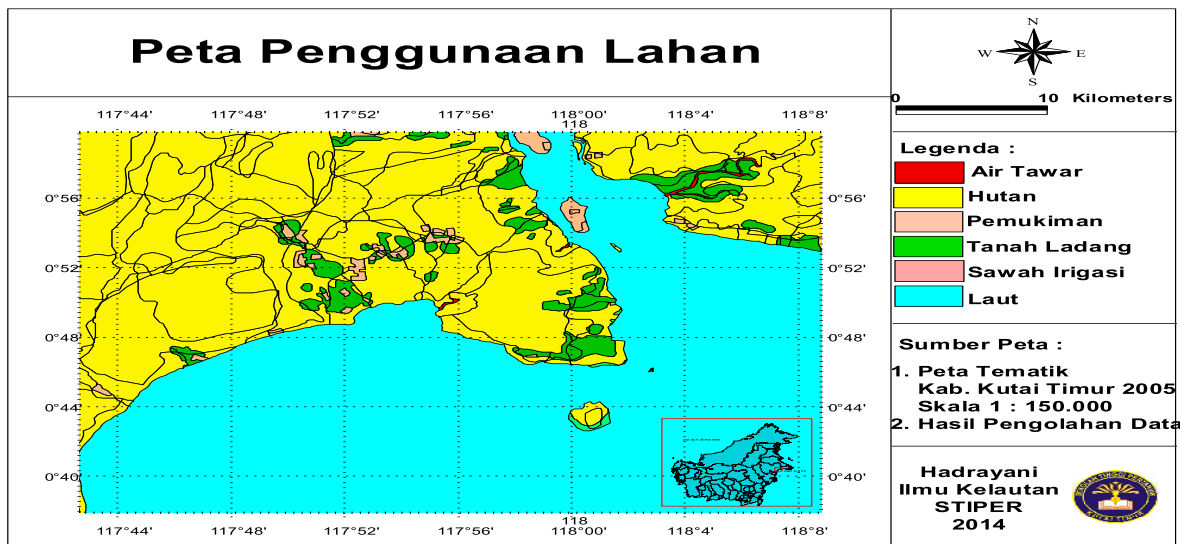 Peta Penggunaan Lahan
N
W E
S
0 10 Kilometers
117°44' 117°48' 117°52' 117°56' 118°00' 118°4' 118°8'
118
0°56' 0°56'
0°52' 0°52'
0°48' 0°48'
0°44' 0°44'
0°40' 0°40'
118
117°44' 117°48' 117°52' 117°56' 118°00' 118°4' 118°8'
Legenda :
Air Tawar
Hutan
Pemukiman
Tanah Ladang
Sawah Irigasi
Laut
Sumber Peta :
1. Peta Tematik
Kab. Kutai Timur 2005
Skala 1 : 150.000
2. Hasil Pengolahan Data
Hadrayani
Ilmu Kelautan
STIPER
2014